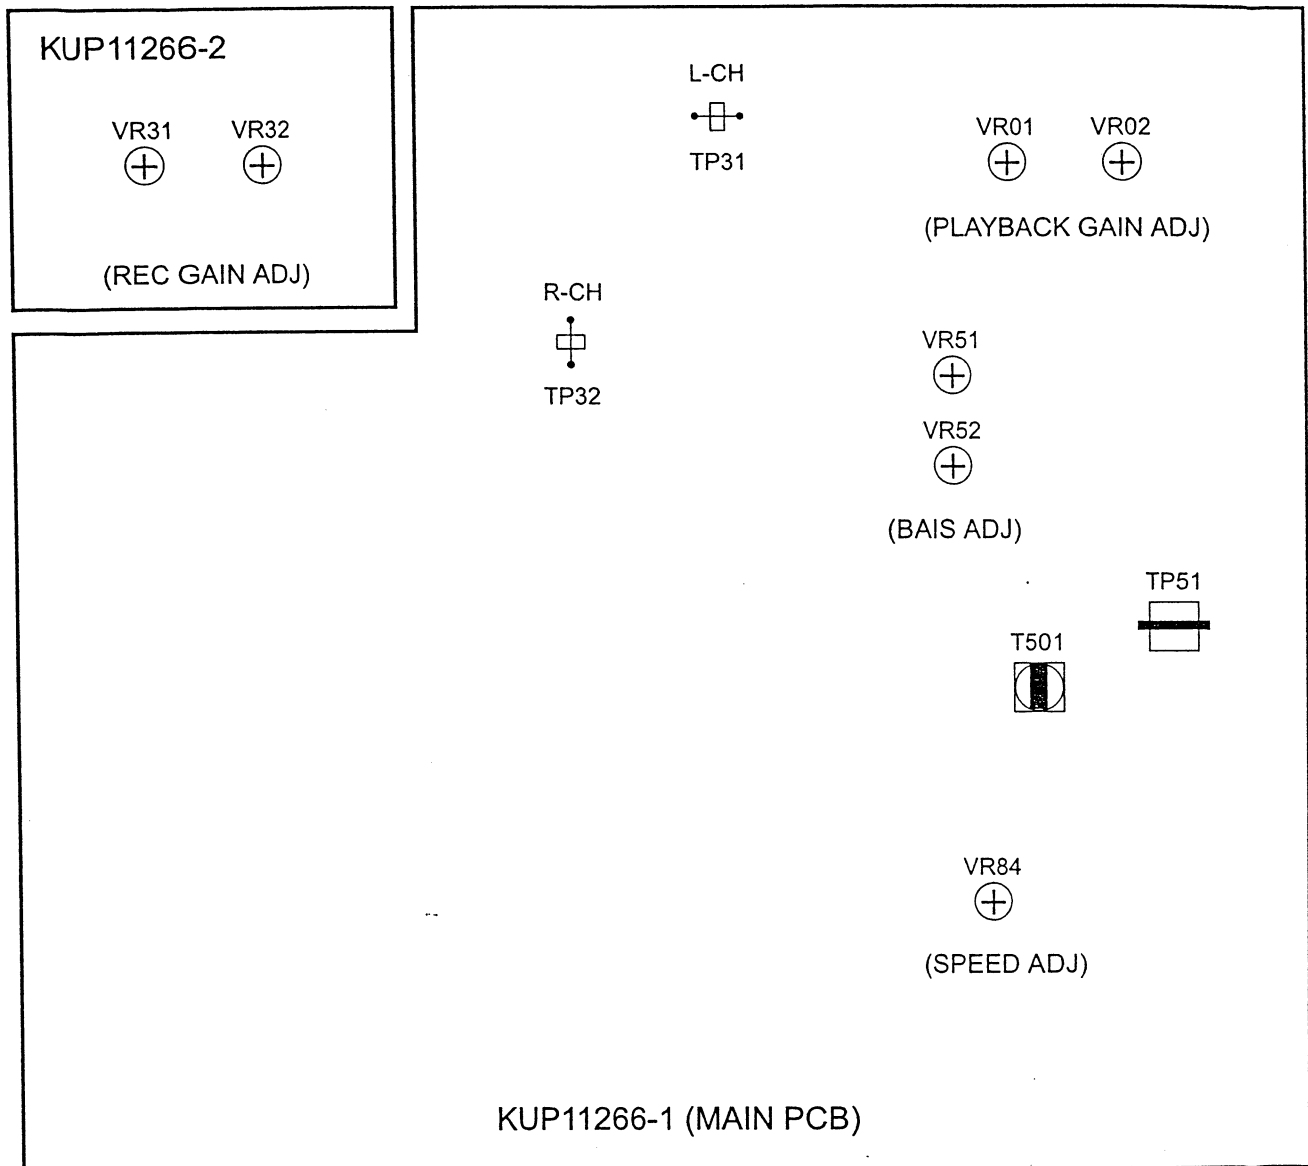 KUP11266-2
VR31 VR32
(REC GAIN ADJ)
L-CH
TP31
VR01 VR02
(PLAYBACK GAIN ADJ)
R-CH
TP32
VR51
VR52
(BAIS ADJ)
TP51
T501
VR84
(SPEED ADJ)
KUP11266-1 (MAIN PCB)